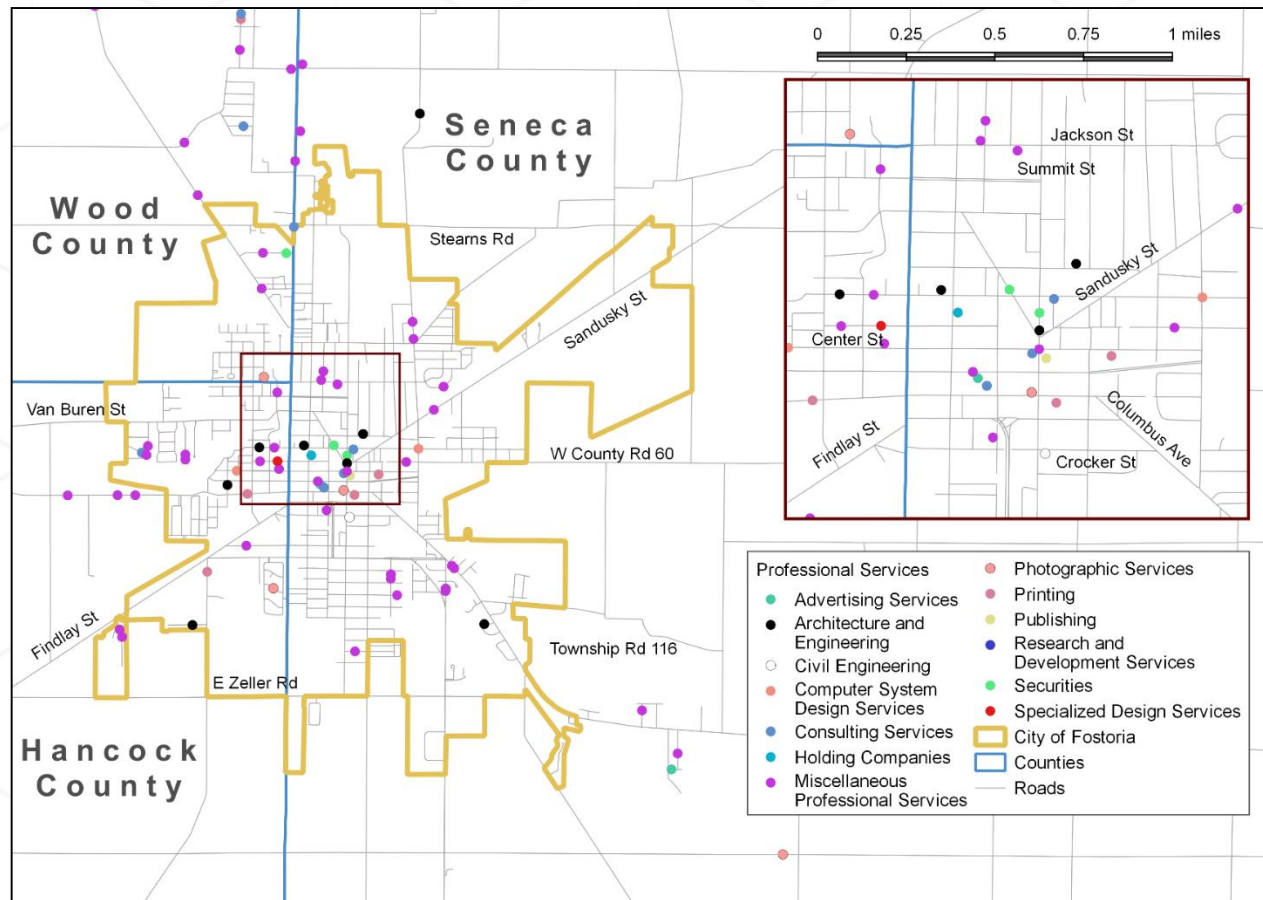 0 0.25 0.5 0.75 1 miles
Seneca
County
Wood
County
Stearns Rd
Sandusky St
Van Buren St
W County Rd 60
Findlay St
Township Rd 116
E Zeller Rd
Hancock
County
Jackson St
Summit St
Sandusky St
Center St
Columbus Ave
Findlay St
Crocker St
Professional Services
Advertising Services
Architecture and
Engineering
Civil Engineering
Computer System
Design Services
Consulting Services
Holding Companies
Miscellaneous
Professional Services
Photographic Services
Printing
Publishing
Research and
Development Services
Securities
Specialized Design Services
City of Fostoria
Counties
Roads